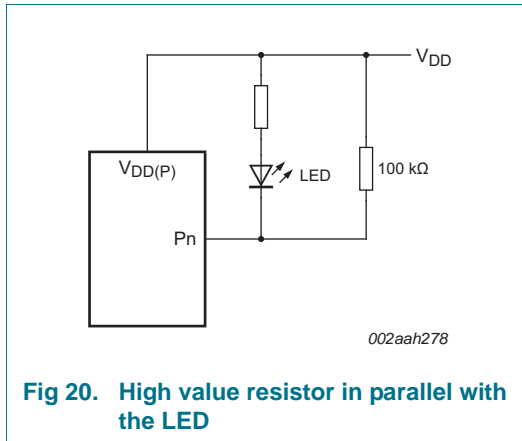 VDD
VDD(P)
LED
100 kΩ
Pn
002aah278
Fig 20. High value resistor in parallel with
the LED